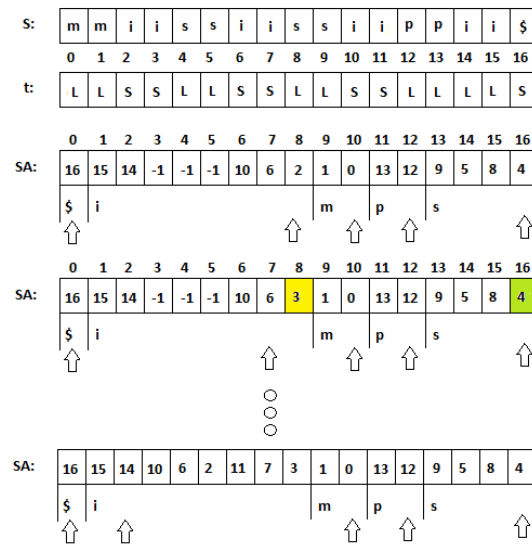 S: m m i i s s i i s s i i p p i i $
0 1 2 3 4 5 6 7 8 9 10 11 12 13 14 15 16
t: L L S S L L S S L L S S L L L L S
0 1 2 3 4 5 6 7 8 9 10 11 12 13 14 15 16
SA: 16 15 14 -1 -1 -1 10 6 2 1 0 13 12 9 5 8 4
$ i m p s
0 1 2 3 4 5 6 7 8 9 10 11 12 13 14 15 16
SA: 16 15 14 -1 -1 -1 10 6 3 1 0 13 12 9 5 8 4
$ i m p s
SA: 16 15 14 10 6 2 11 7 3 1 0 13 12 9 5 8 4
$ i m p s